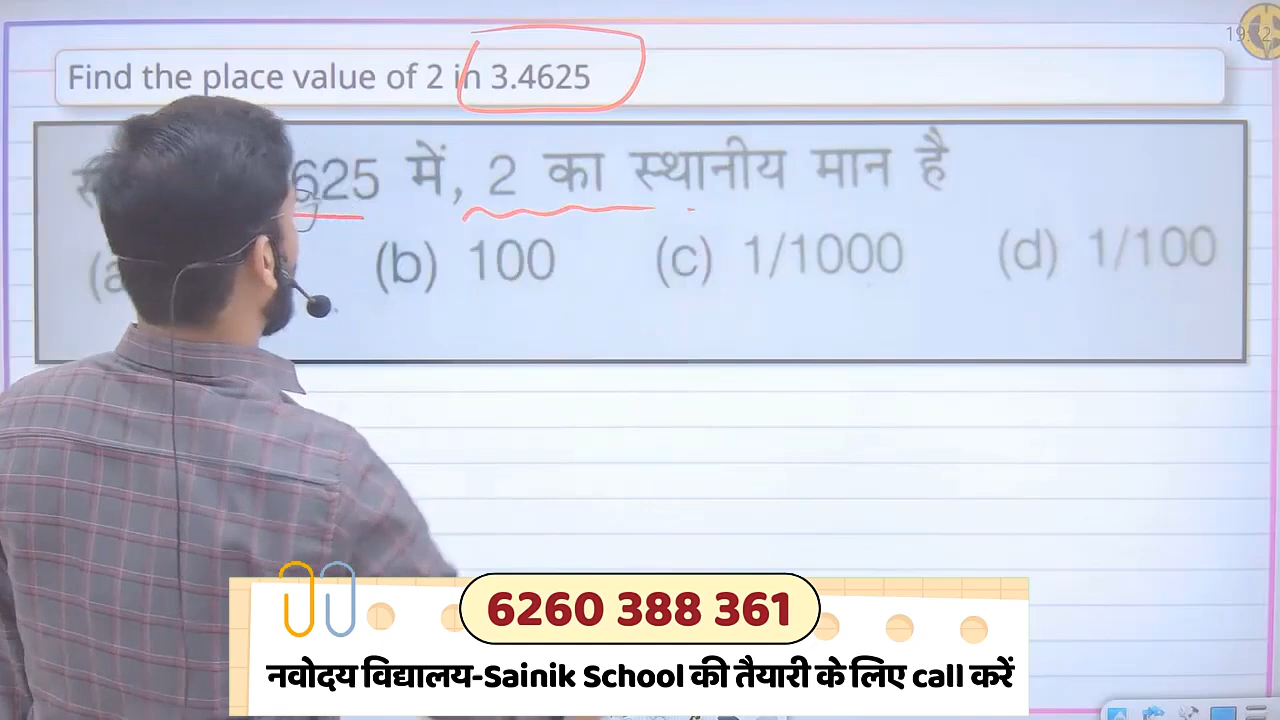 Find the place value of 2 in 3.4625
625 में, 2 का स्थानीय मान है
(b) 100 (c) 1/1000 (d) 1/100
6260 388 361
नवोदय विद्यालय-Sainik School की तैयारी के लिए call करें